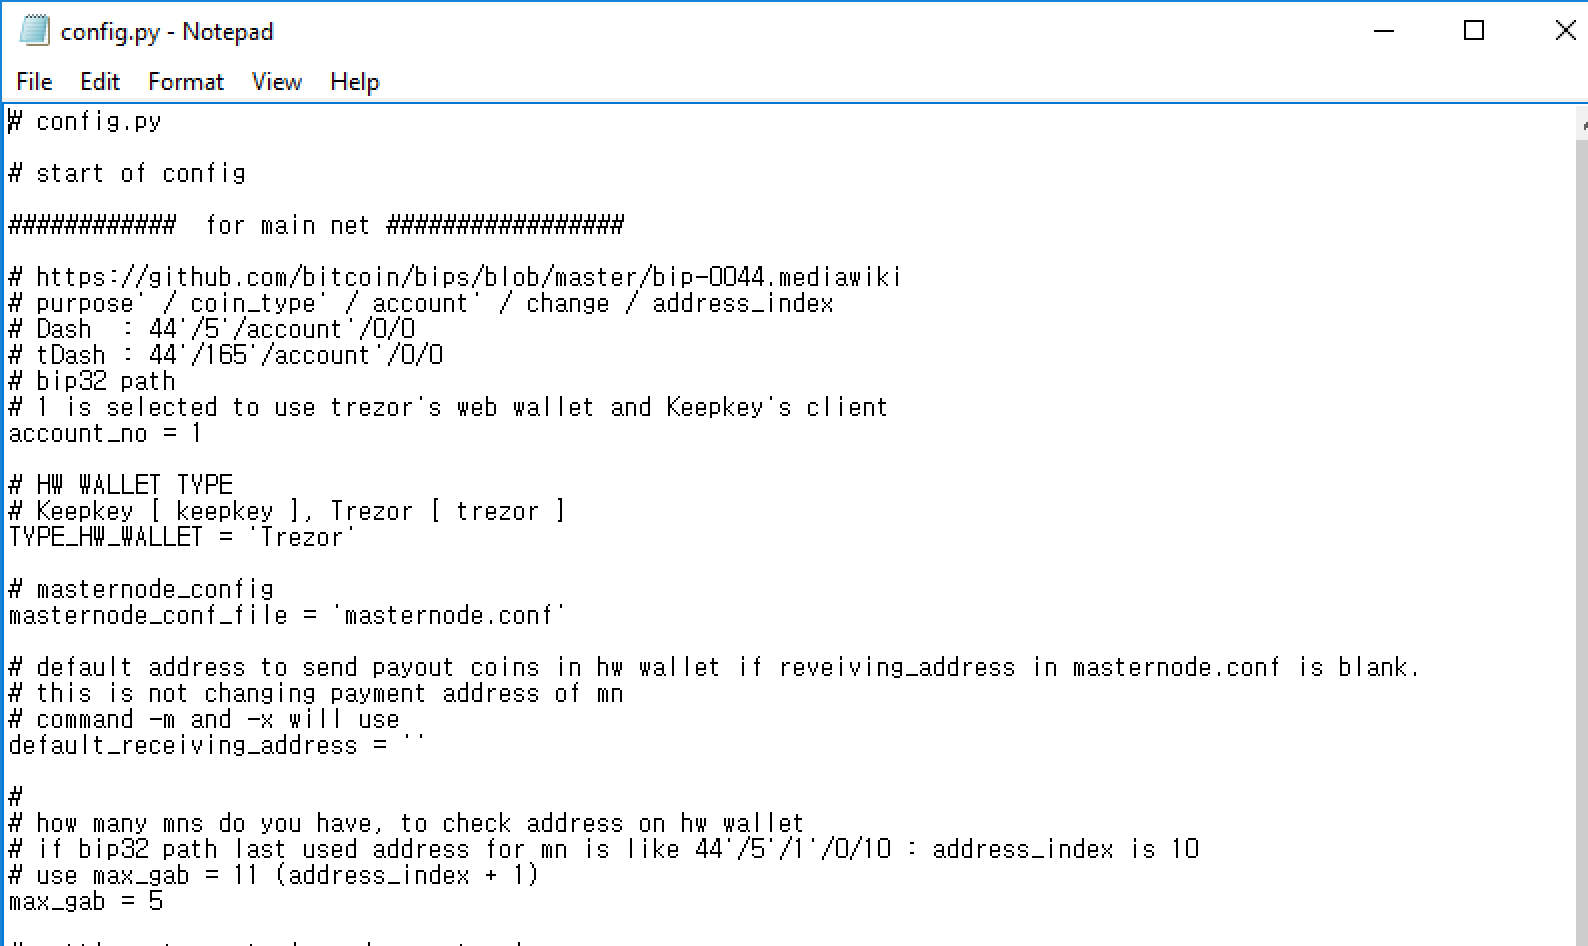 config.py - Notepad
File Edit Format View Help
# config.py
# start of config
############  for main net #################
# https://github.com/bitcoin/bips/blob/master/bip-0044.mediawiki
# purpose' / coin_type' / account' / change / address_index
# Dash  : 44'/5'/account'/0/0
# tDash : 44'/165'/account'/0/0
# bip32 path
# 1 is selected to use trezor's web wallet and Keepkey's client
account_no = 1
# HW WALLET TYPE
# Keepkey [ keepkey ], Trezor [ trezor ]
TYPE_HW_WALLET = 'Trezor'
# masternode_config
masternode_conf_file = 'masternode.conf'
# default address to send payout coins in hw wallet if reveiving_address in masternode.conf is blank.
# this is not changing payment address of mn
# command -m and -x will use
default_receiving_address = ''
#
# how many mns do you have, to check address on hw wallet
# if bip32 path last used address for mn is like 44'/5'/1'/0/10 : address_index is 10
# use max_gab = 11 (address_index + 1)
max_gab = 5